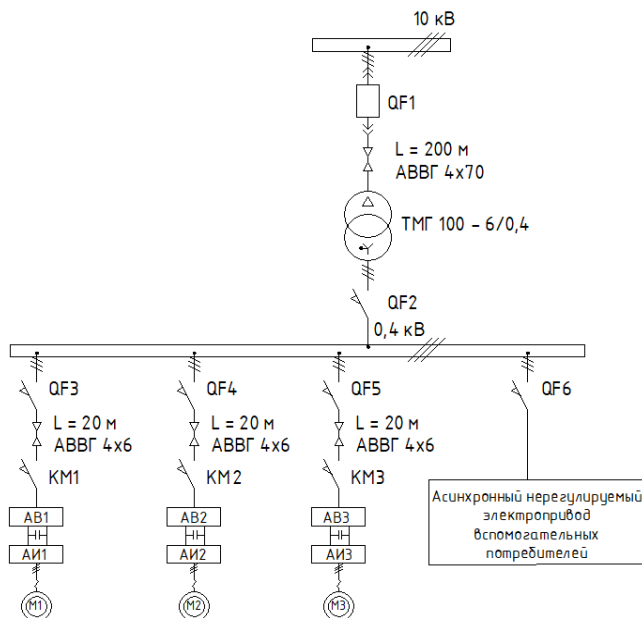 10 кВ
QF1
L = 200 м
АВВГ 4х70
ТМГ 100 – 6/0,4
QF2
0,4 кВ
QF3
QF4
QF5
QF6
L = 20 м
АВВГ 4х6
L = 20 м
АВВГ 4х6
L = 20 м
АВВГ 4х6
КМ1
КМ2
КМ3
Асинхронный нерегулируемый
электропривод
вспомогательных
потребителей
АВ1
АВ2
АВ3
АИ1
АИ2
АИ3
М1
М2
М3